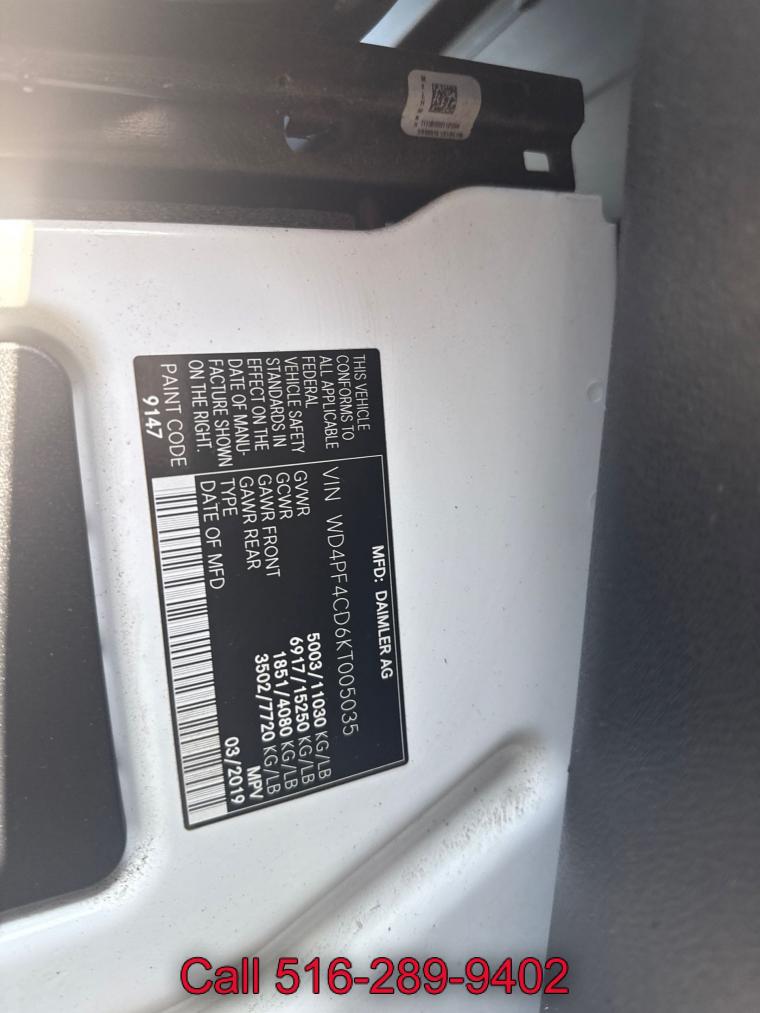 THIS VEHICLE
CONFORMS TO
ALL APPLICABLE
FEDERAL
VEHICLE SAFETY
STANDARDS IN
EFFECT ON THE
DATE OF MANU-
FACTURE SHOWN
ON THE RIGHT.
PAINT CODE
9147
MFD: DAIMLER AG
VIN WD4PF4CD6KT005035
GVWR 5003/11030 KG/LB
GCWR 6917/15250 KG/LB
GAWR FRONT 1851/4080 KG/LB
GAWR REAR 3502/7720 KG/LB
TYPE MPV
DATE OF MFD 03/2019
Call 516-289-9402